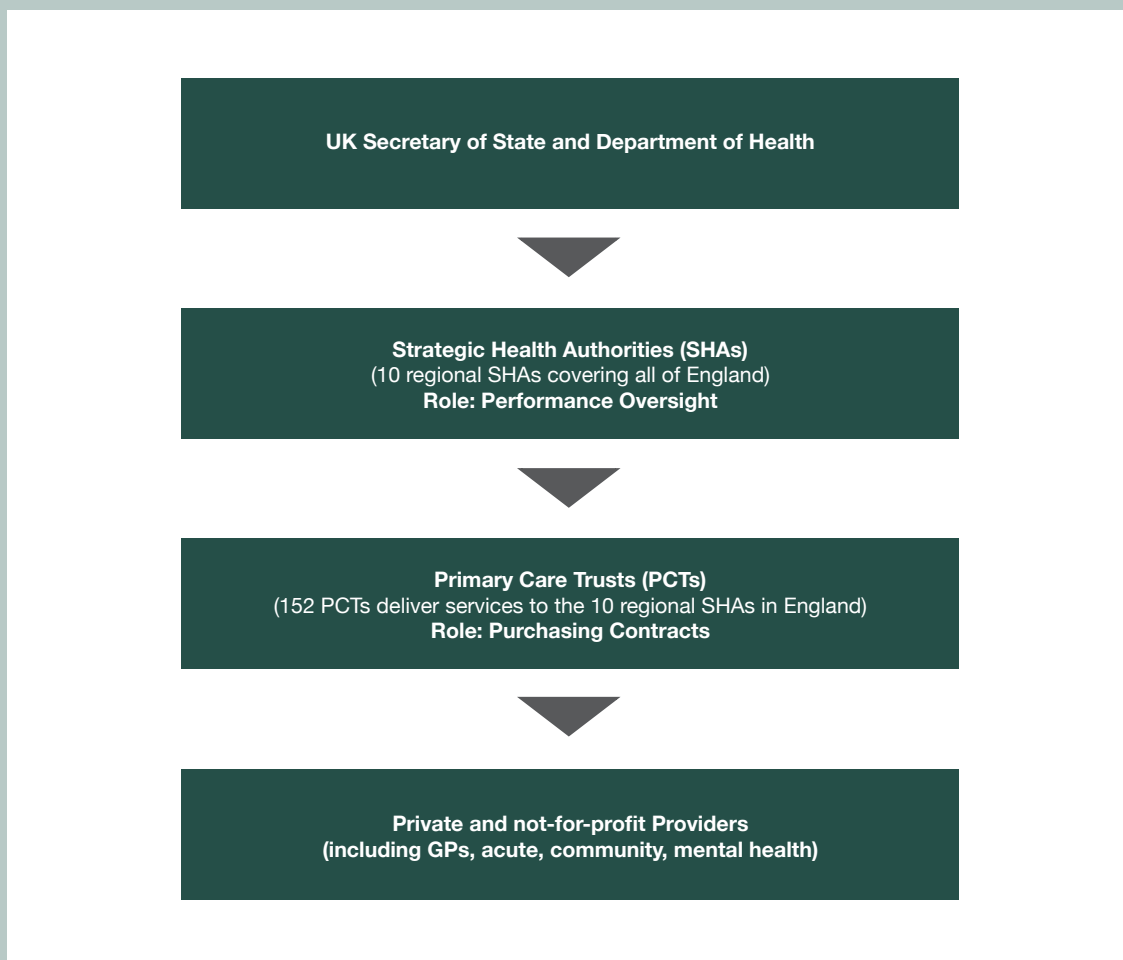 UK Secretary of State and Department of Health
Strategic Health Authorities (SHAs)
(10 regional SHAs covering all of England)
Role: Performance Oversight
Primary Care Trusts (PCTs)
(152 PCTs deliver services to the 10 regional SHAs in England)
Role: Purchasing Contracts
Private and not-for-profit Providers
(including GPs, acute, community, mental health)